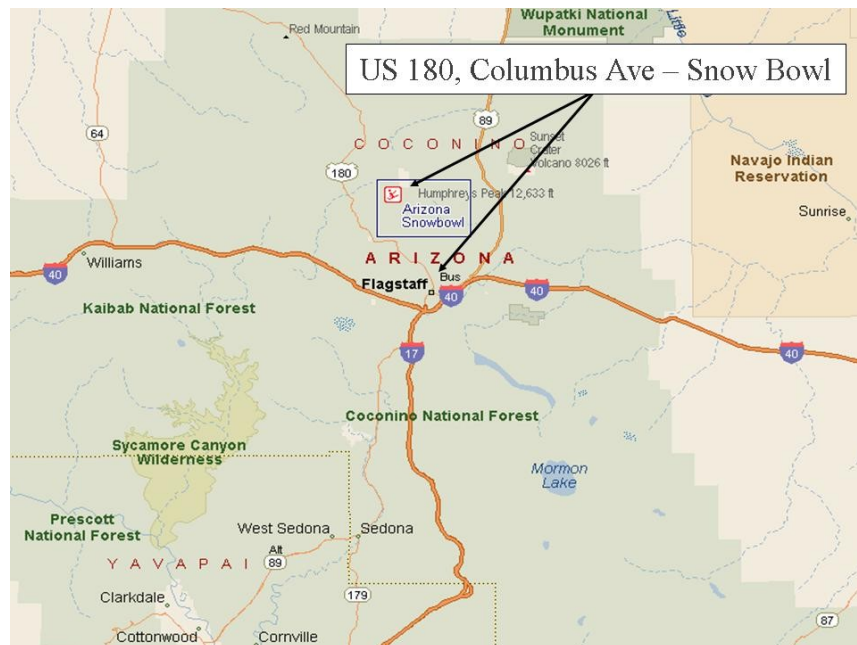 Wupatki National
Monument
Little
Red Mountain
US 180, Columbus Ave – Snow Bowl
64
89
COCONINO
Sunset
Crater
Volcano 8026 ft
Navajo Indian
Reservation
180
Humphreys Peak 12,633 ft
Arizona
Snowbowl
Sunrise
ARIZONA
Williams
40
Bus
Flagstaff
40
40
Kaibab National Forest
17
40
Coconino National Forest
Sycamore Canyon
Wilderness
Mormon
Lake
Prescott
National Forest
West Sedona
Sedona
Alt
89
YAVAPAI
179
Clarkdale
87
Cottonwood
Cornville